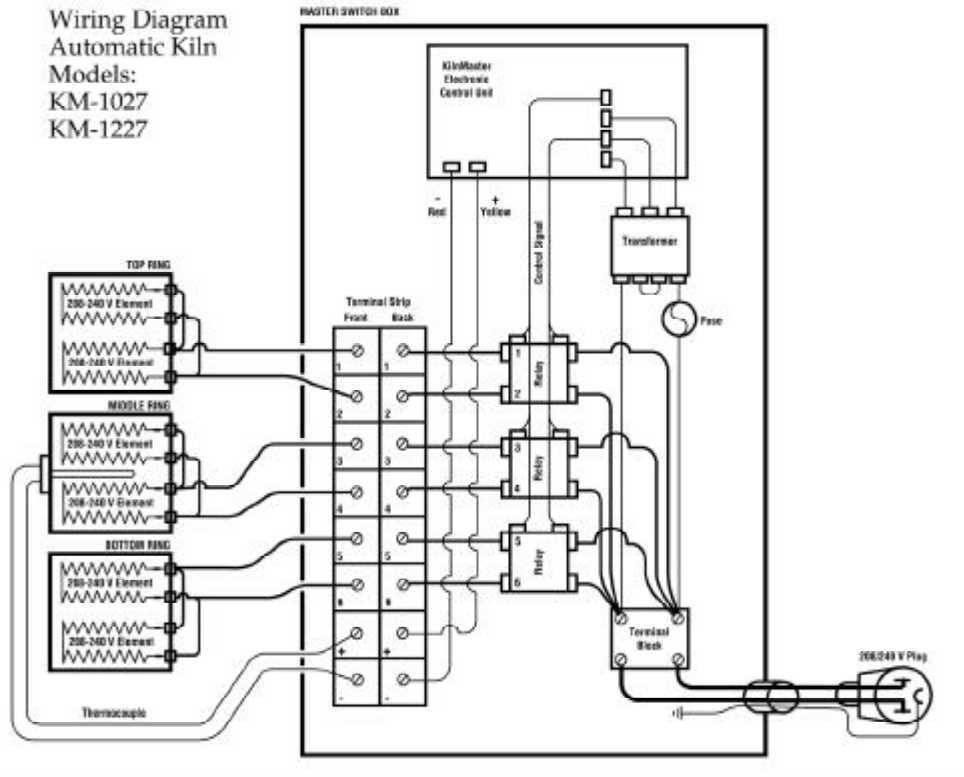 Wiring Diagram
Automatic Kiln
Models:
KM-1027
KM-1227
MASTER SWITCH BOX
KilnMaster
Electronic
Control Unit
-
Red
+
Yellow
Control Signal
Transformer
Fuse
TOP RING
208-240 V Element
208-240 V Element
MIDDLE RING
208-240 V Element
208-240 V Element
BOTTOM RING
208-240 V Element
208-240 V Element
Thermocouple
Terminal Strip
Front
Back
1
1
2
2
3
3
4
4
5
5
6
6
+
+
-
-
1
2
Relay
3
4
Relay
5
6
Relay
Terminal
Block
208/240 V Plug